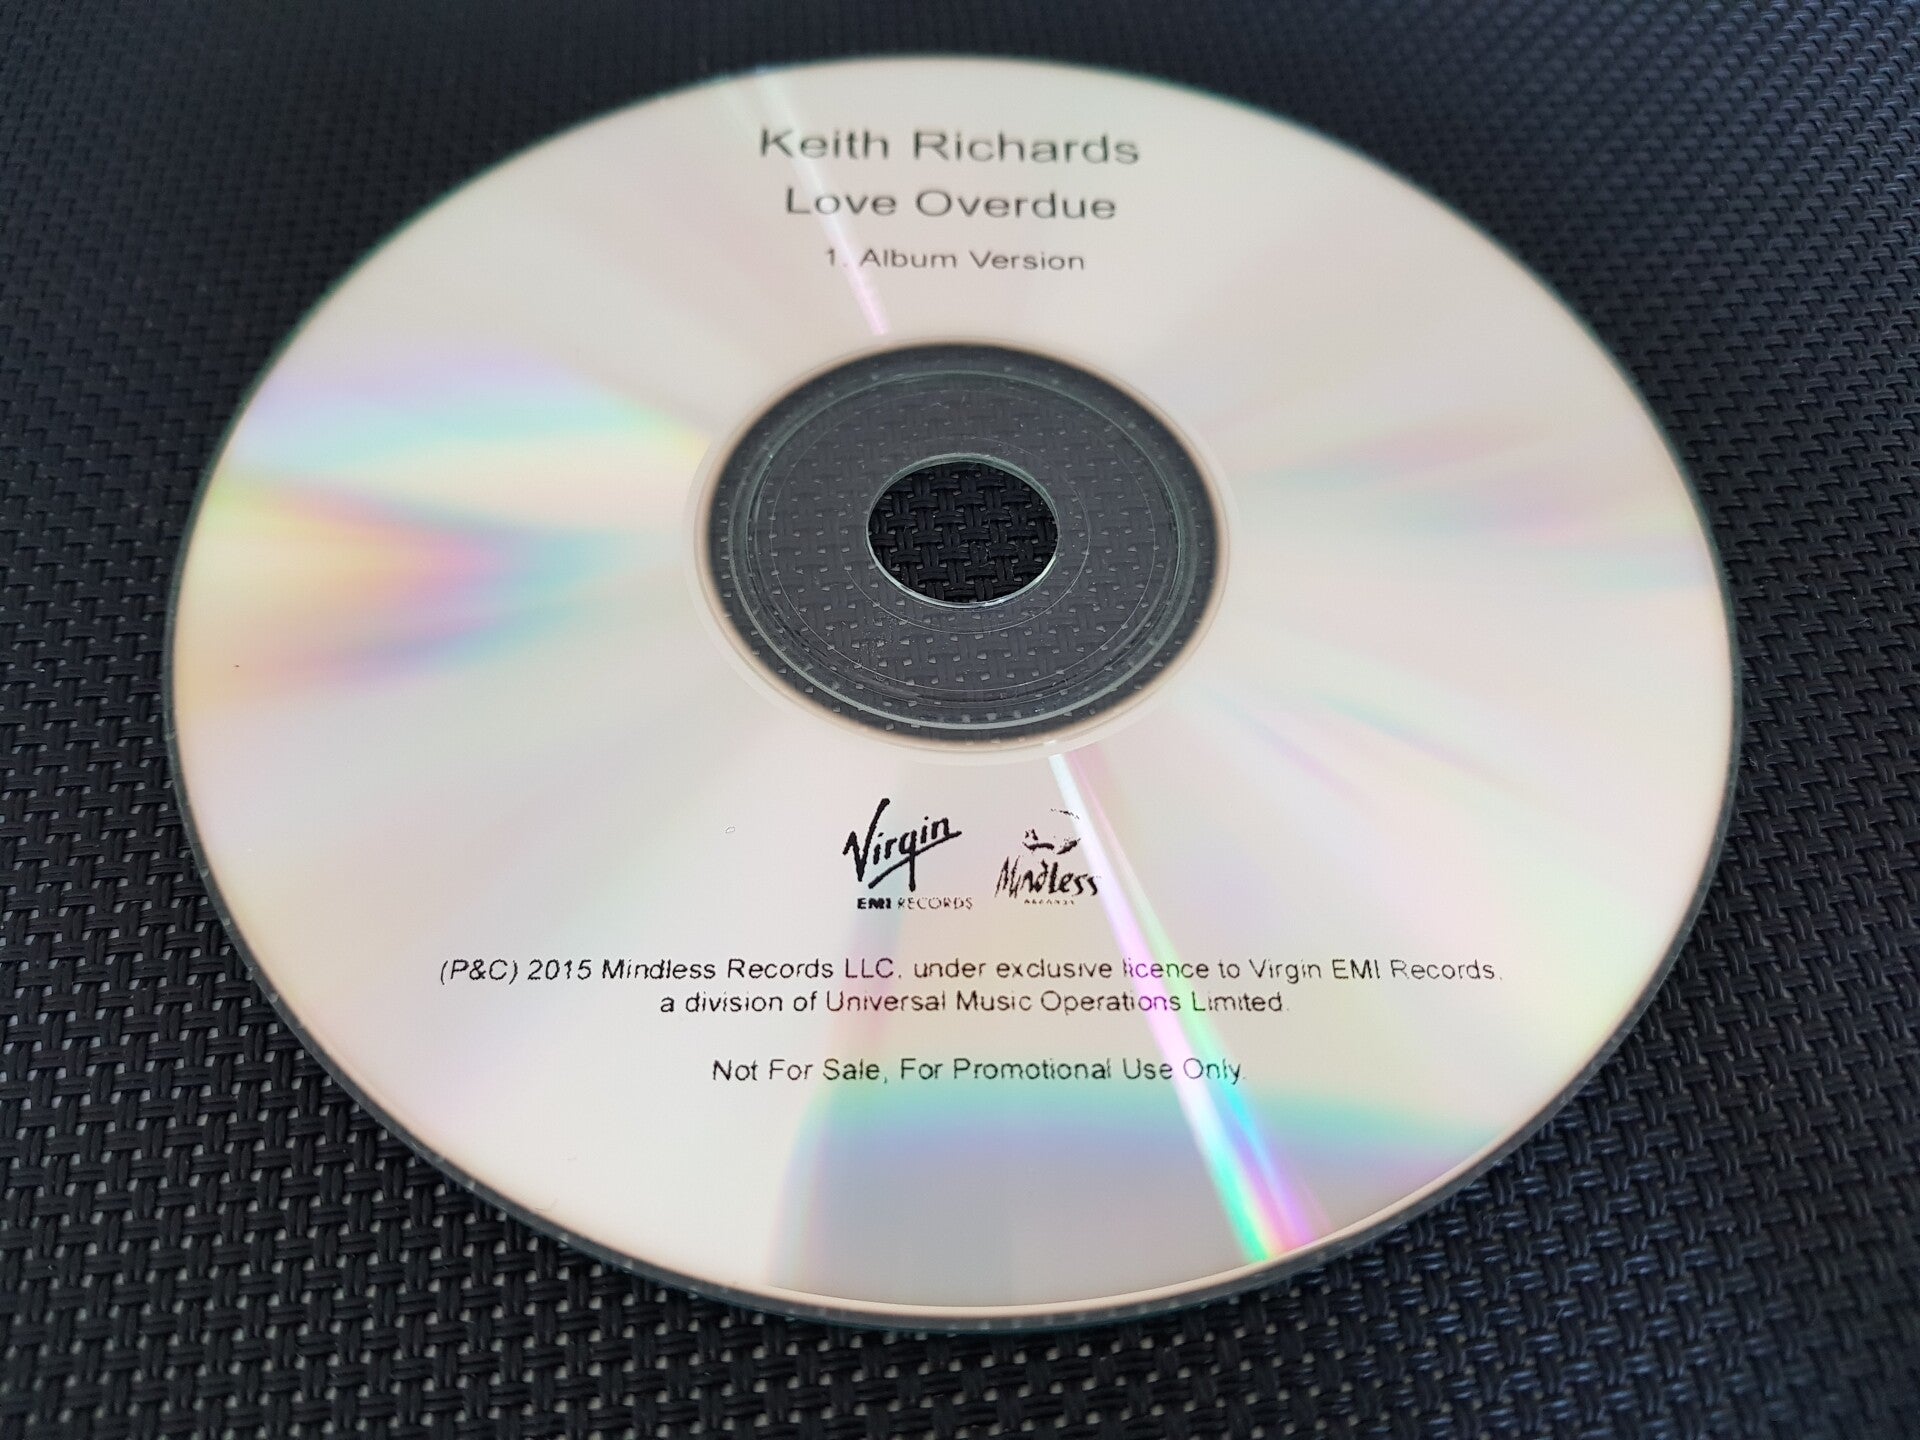 Keith Richards
Love Overdue
1. Album Version
Virgin
EMI RECORDS
Mindless
RECORDS
(P&C) 2015 Mindless Records LLC. under exclusive licence to Virgin EMI Records.
a division of Universal Music Operations Limited.
Not For Sale, For Promotional Use Only.